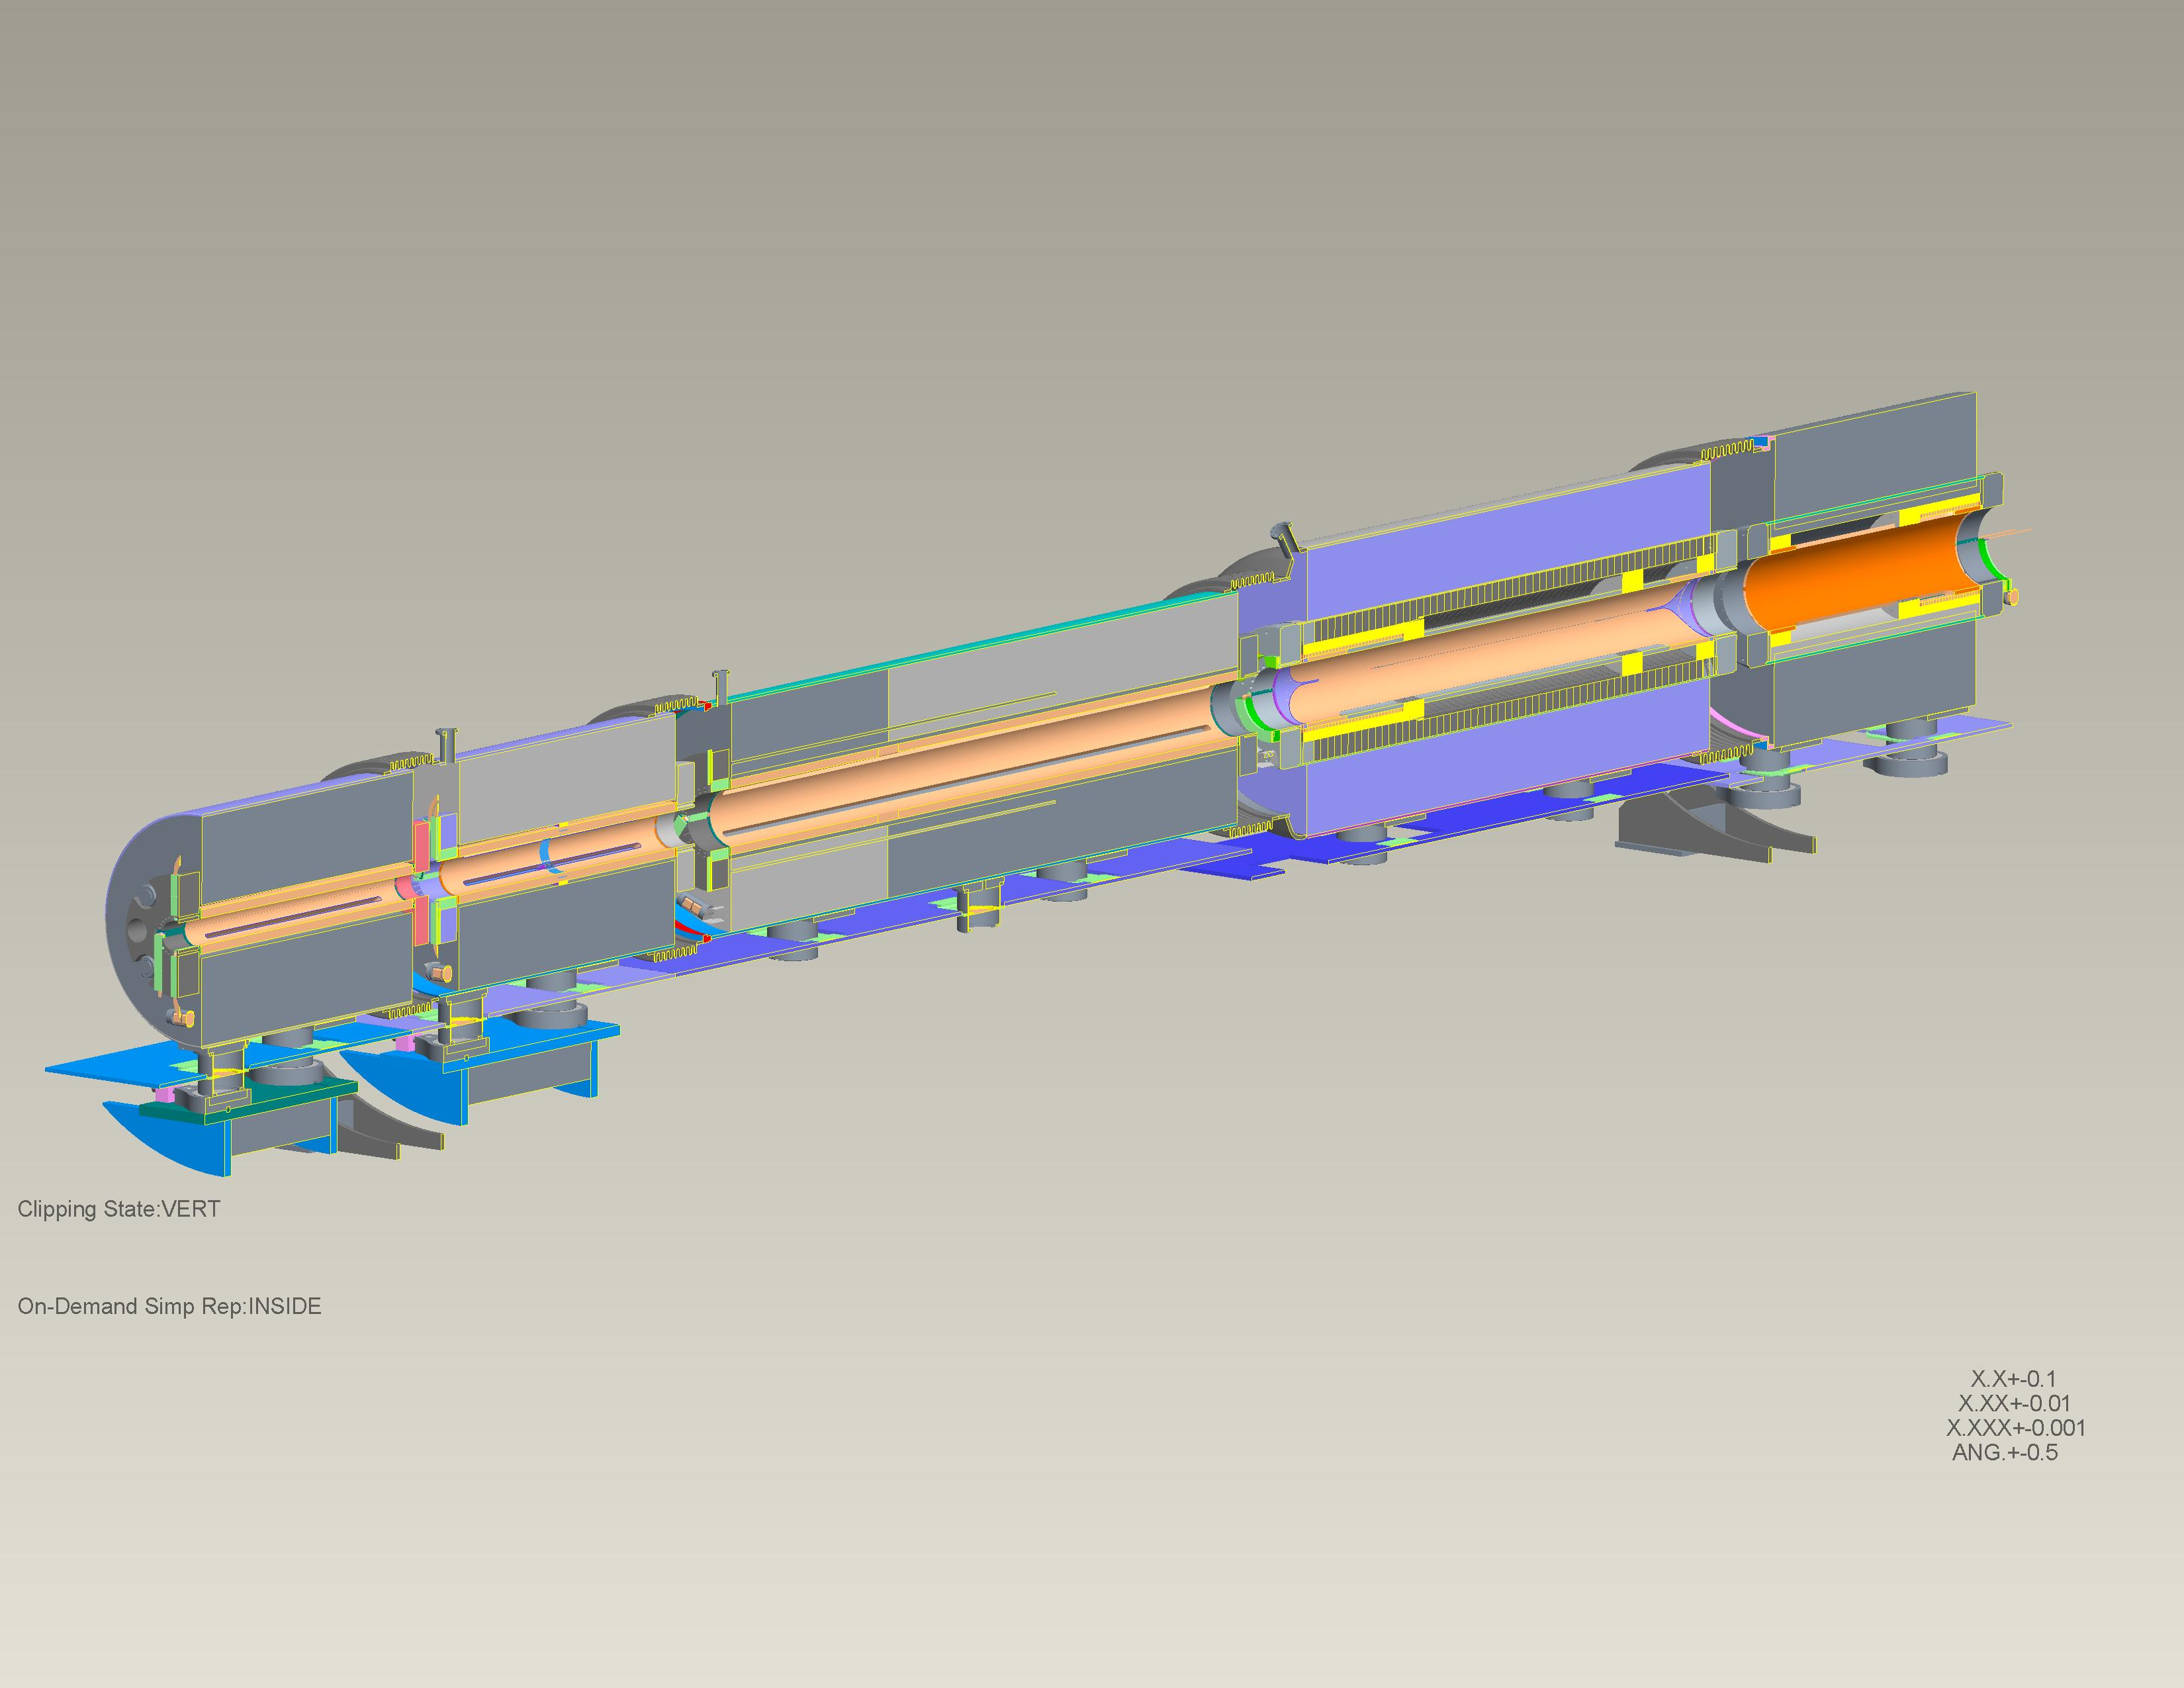 Clipping State:VERT
On-Demand Simp Rep:INSIDE
X.X+-0.1
X.XX+-0.01
X.XXX+-0.001
ANG.+-0.5